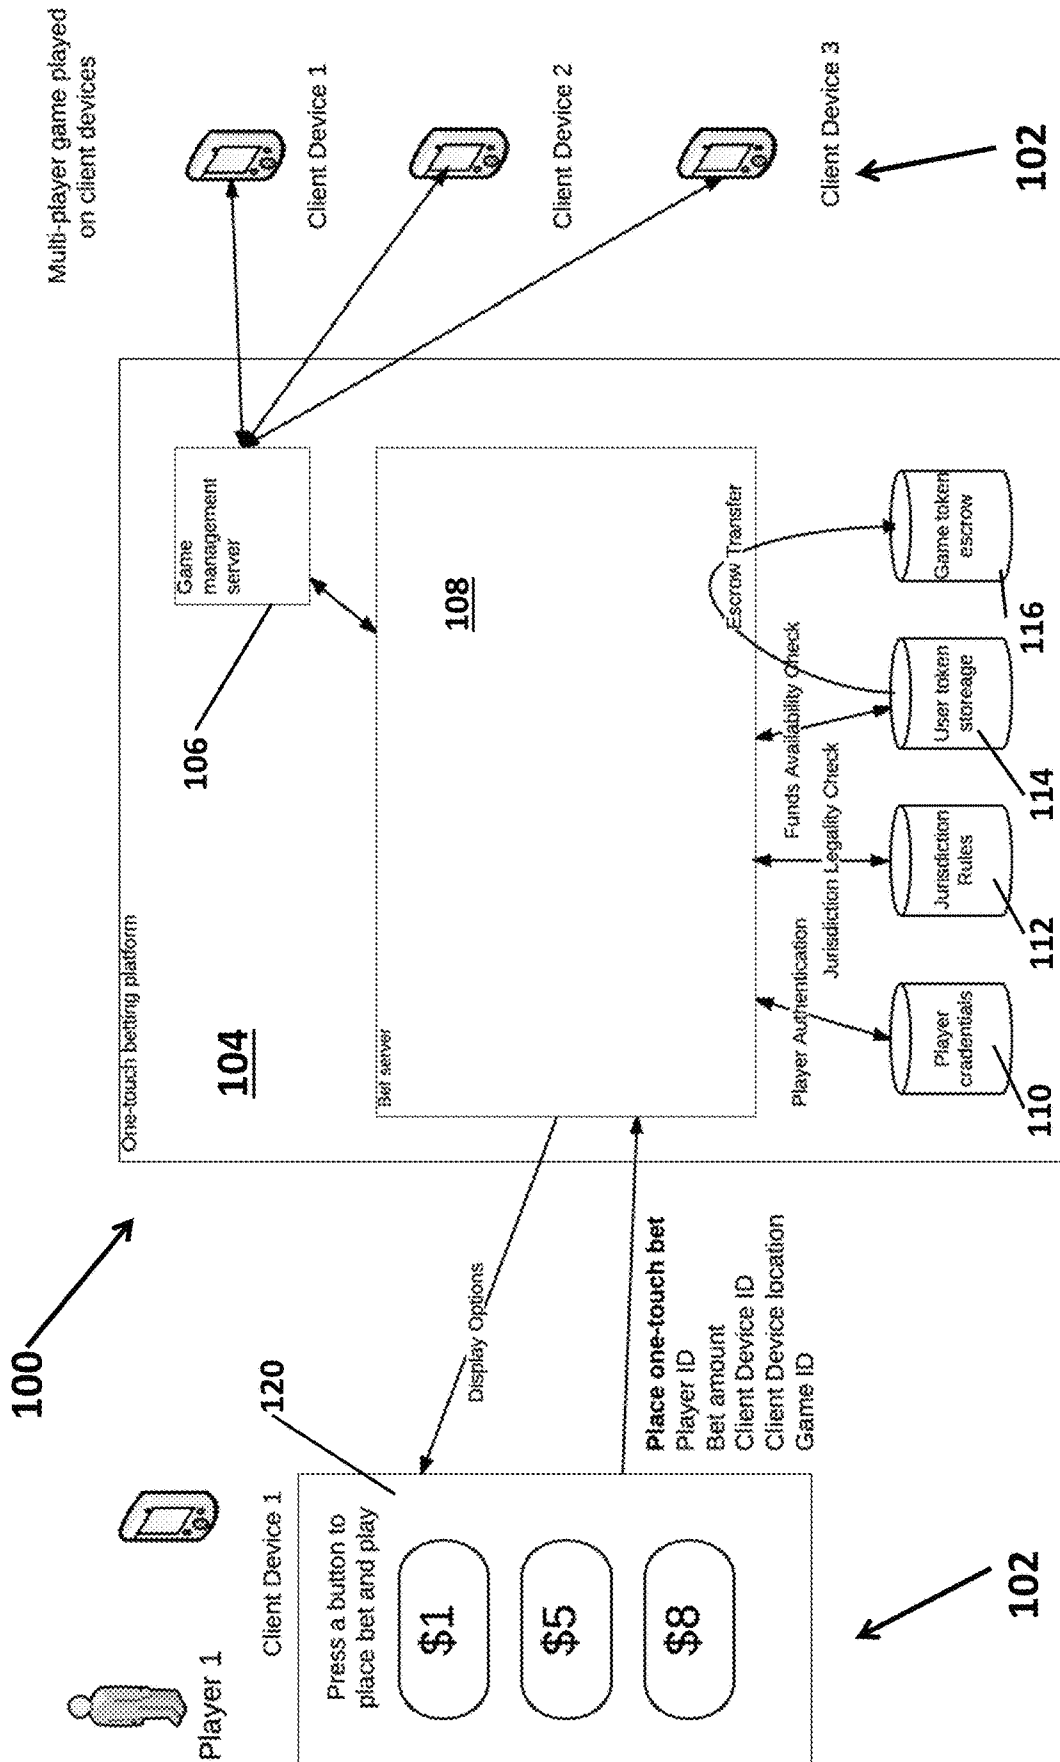 100
Player 1
Client Device 1
Press a button to
place bet and play
$1
$5
$8
120
102
Display Options
Place one-touch bet
Player ID
Bet amount
Client Device ID
Client Device location
Game ID
One-touch betting platform
104
Bet server
108
Game
management
server
106
Player Authentication
Jurisdiction Legality Check
Funds Availability Check
Escrow Transfer
Player
cradentials
110
Jurisdiction
Rules
112
User token
storeage
114
Game token
escrow
116
Multi-player game played
on client devices
Client Device 1
Client Device 2
Client Device 3
102